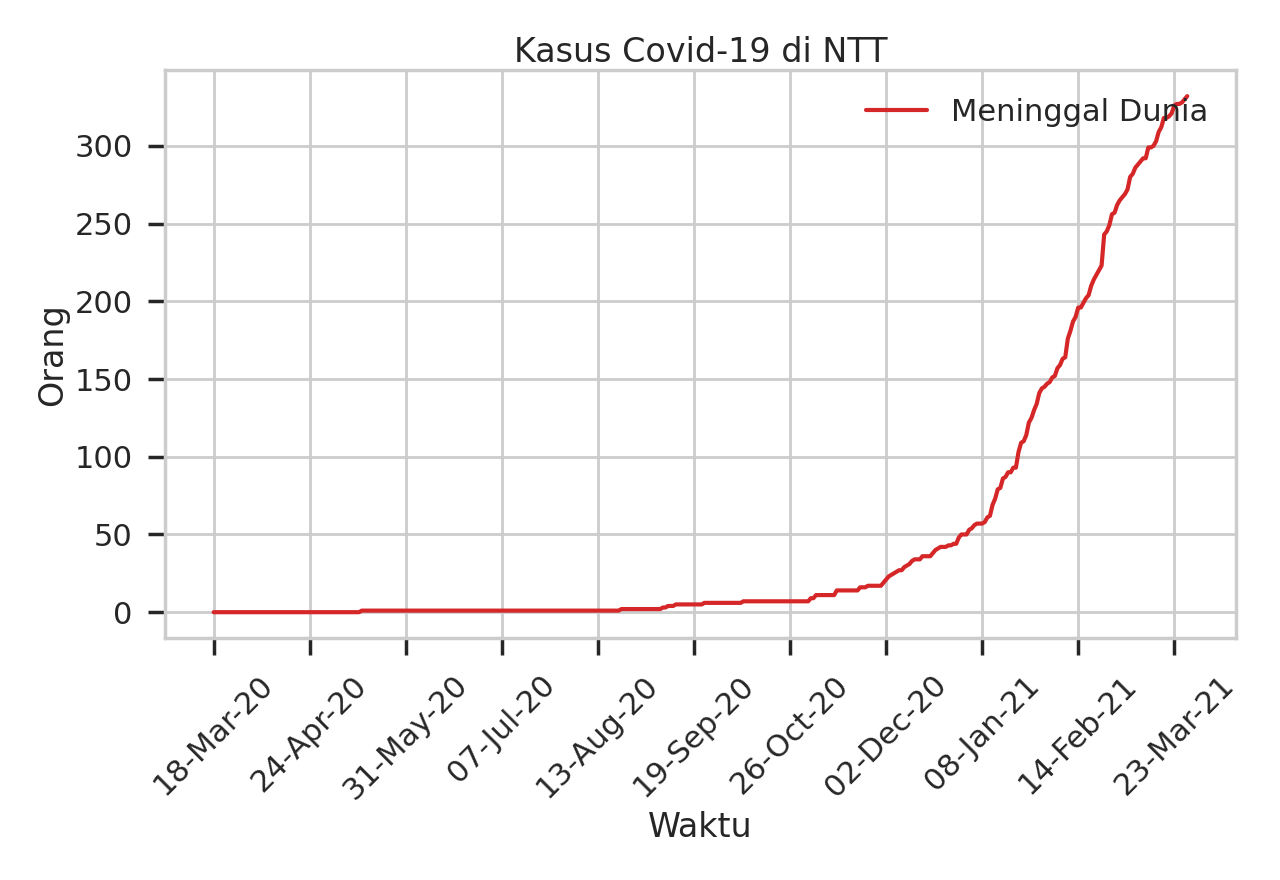 Kasus Covid-19 di NTT
Meninggal Dunia
300
250
200
150
100
50
0
Orang
18-Mar-20
24-Apr-20
31-May-20
07-Jul-20
13-Aug-20
19-Sep-20
26-Oct-20
02-Dec-20
08-Jan-21
14-Feb-21
23-Mar-21
Waktu